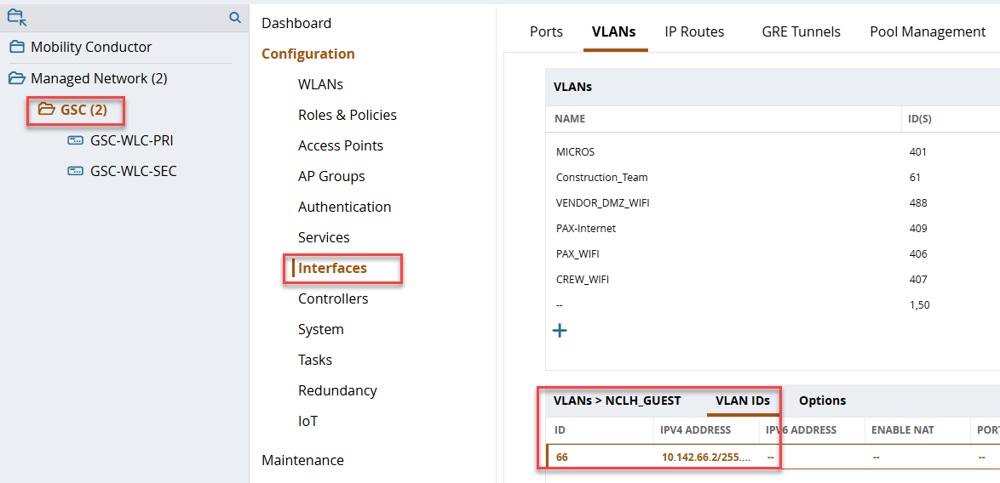 Mobility Conductor
Managed Network (2)
GSC (2)
GSC-WLC-PRI
GSC-WLC-SEC
Dashboard
Configuration
WLANs
Roles & Policies
Access Points
AP Groups
Authentication
Services
Interfaces
Controllers
System
Tasks
Redundancy
IoT
Maintenance
Ports VLANs IP Routes GRE Tunnels Pool Management
VLANs
NAME ID(S)
MICROS 401
Construction_Team 61
VENDOR_DMZ_WIFI 488
PAX-Internet 409
PAX_WIFI 406
CREW_WIFI 407
-- 1,50
+
VLANs > NCLH_GUEST VLAN IDs Options
ID IPV4 ADDRESS IPV6 ADDRESS ENABLE NAT POR
66 10.142.66.2/255.... -- -- --